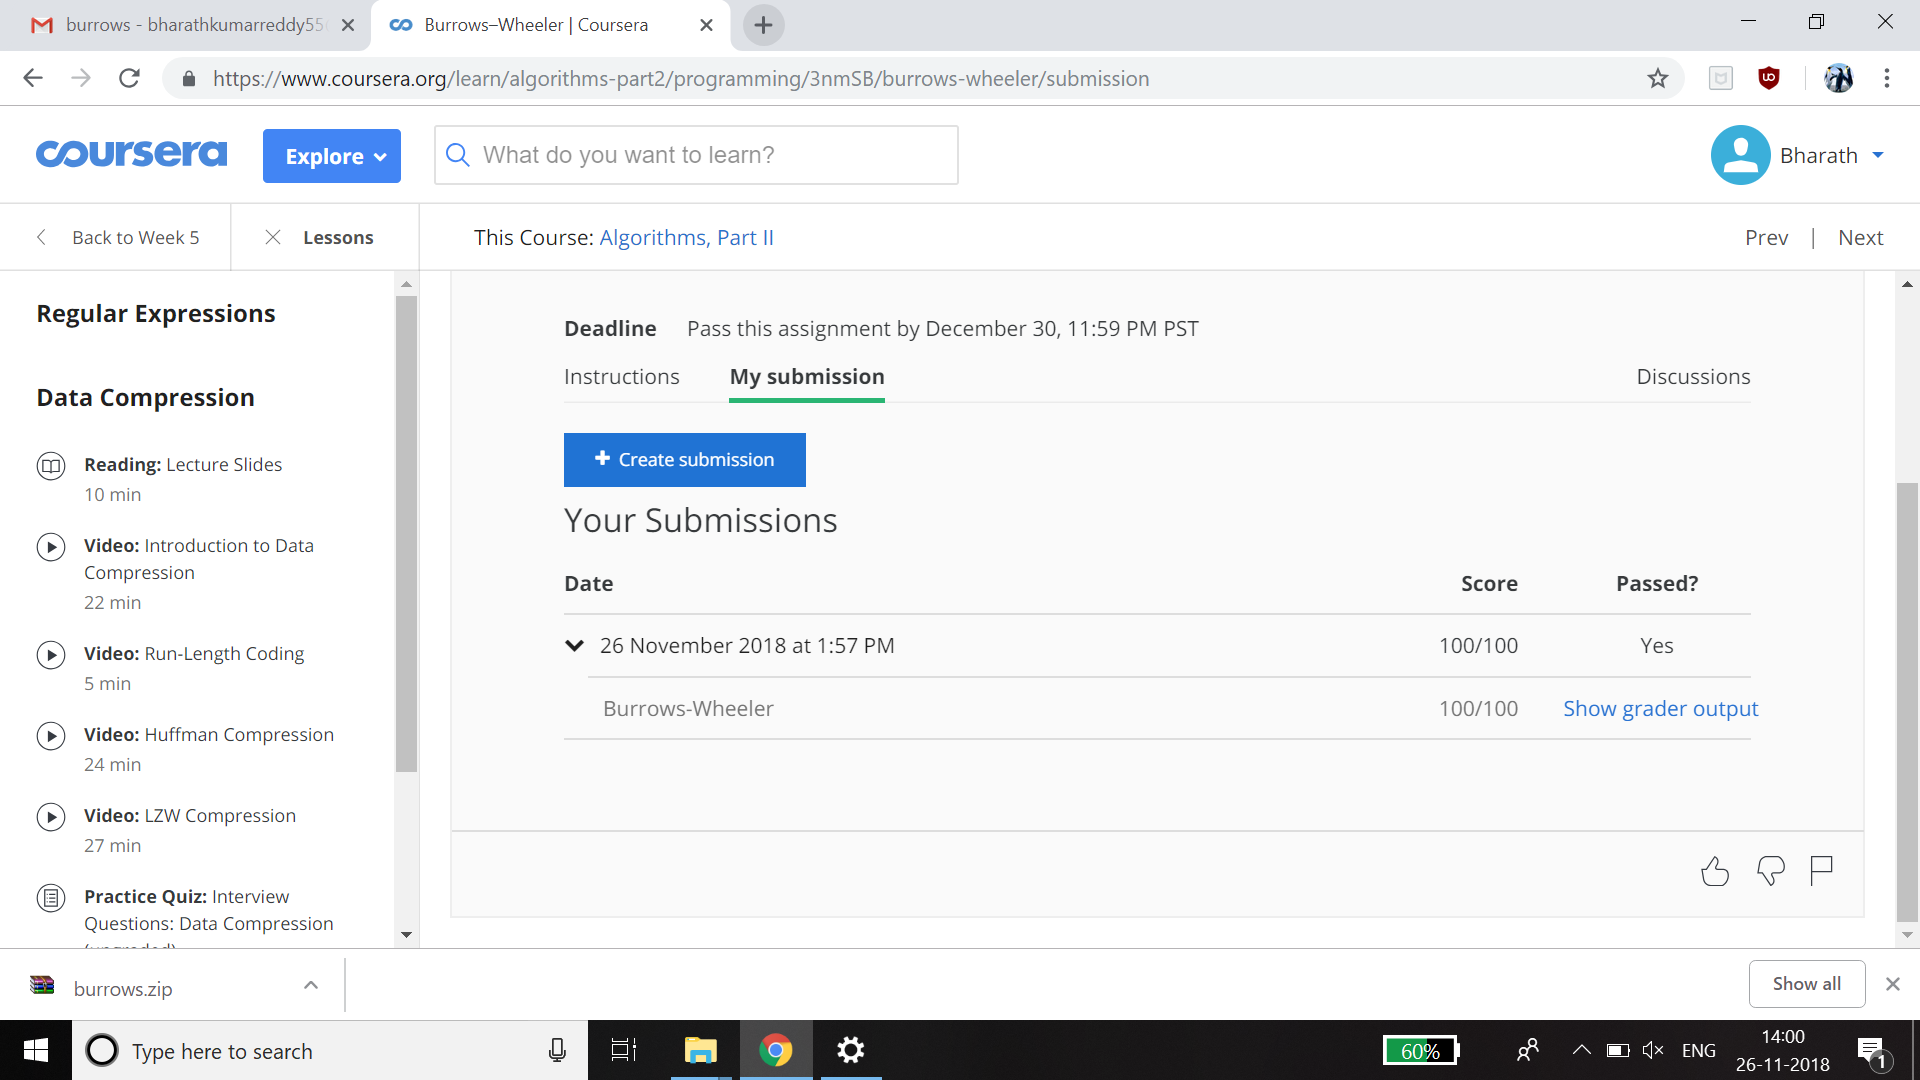 burrows - bharathkumarreddy55
Burrows–Wheeler | Coursera
https://www.coursera.org/learn/algorithms-part2/programming/3nmSB/burrows-wheeler/submission
coursera
Explore
What do you want to learn?
Bharath
Back to Week 5
Lessons
This Course: Algorithms, Part II
Prev | Next
Regular Expressions
Data Compression
Reading: Lecture Slides
10 min
Video: Introduction to Data
Compression
22 min
Video: Run-Length Coding
5 min
Video: Huffman Compression
24 min
Video: LZW Compression
27 min
Practice Quiz: Interview
Questions: Data Compression
Deadline Pass this assignment by December 30, 11:59 PM PST
Instructions
My submission
Discussions
+ Create submission
Your Submissions
Date Score Passed?
26 November 2018 at 1:57 PM 100/100 Yes
Burrows-Wheeler 100/100 Show grader output
burrows.zip
Show all
Type here to search
60%
ENG
14:00
26-11-2018
1